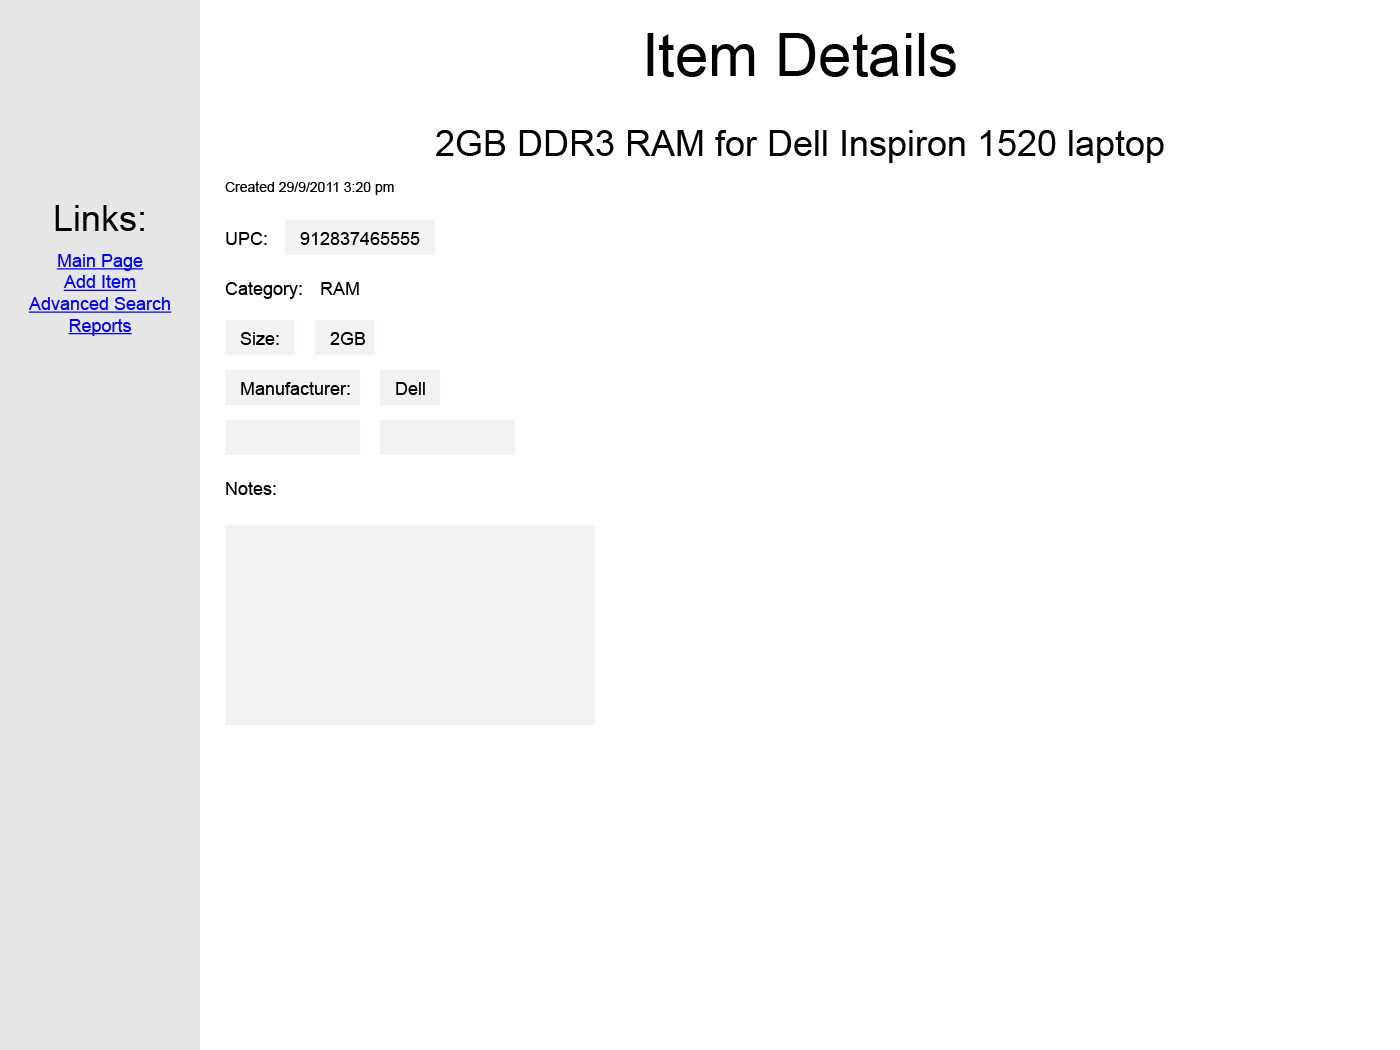 Item Details
2GB DDR3 RAM for Dell Inspiron 1520 laptop
Created 29/9/2011 3:20 pm
Links:
Main Page
Add Item
Advanced Search
Reports
UPC: 912837465555
Category: RAM
Size: 2GB
Manufacturer: Dell
Notes: